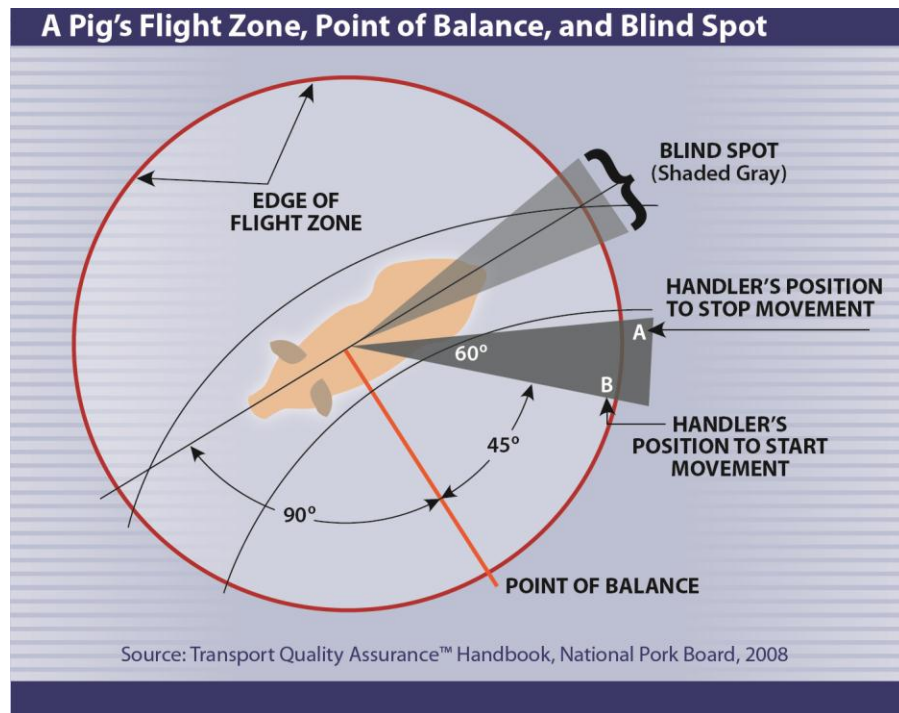 A Pig's Flight Zone, Point of Balance, and Blind Spot
BLIND SPOT
(Shaded Gray)
EDGE OF
FLIGHT ZONE
HANDLER'S POSITION
TO STOP MOVEMENT
A
60°
B
HANDLER'S
POSITION TO START
MOVEMENT
45°
90°
POINT OF BALANCE
Source: Transport Quality Assurance™ Handbook, National Pork Board, 2008